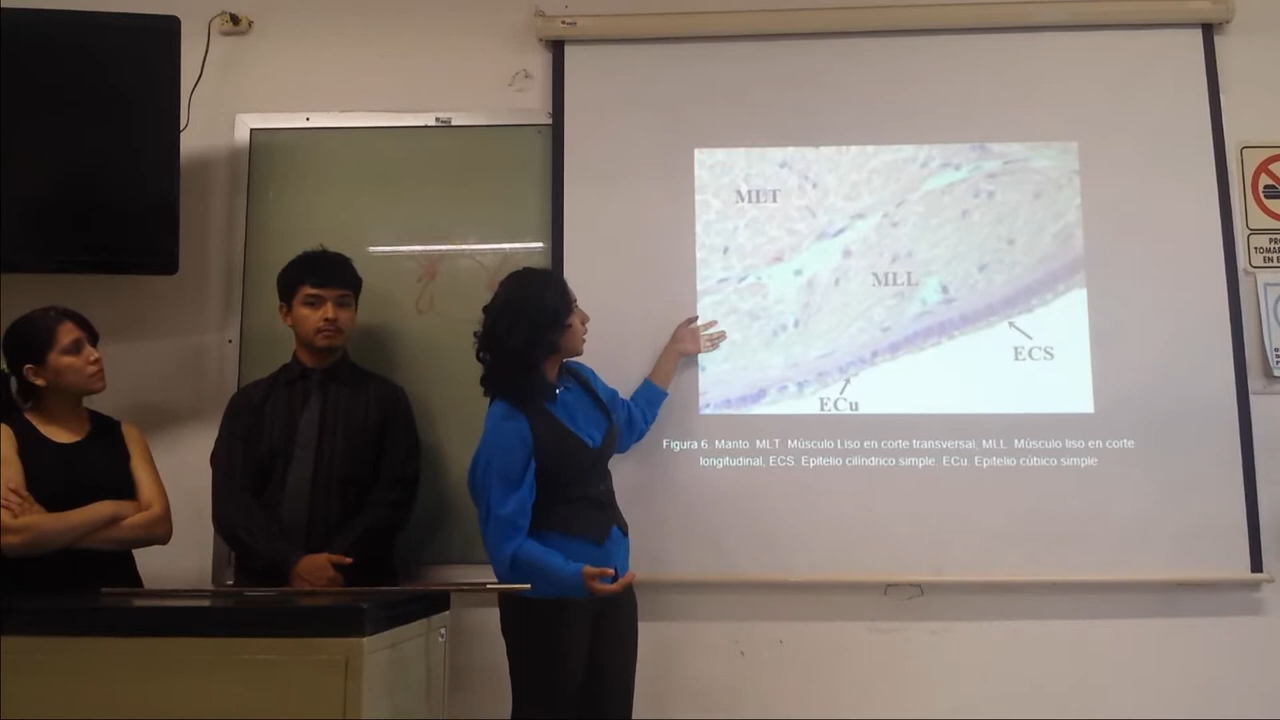 MLT
MLL
ECS
ECu
Figura 6. Manto. MLT. Músculo Liso en corte transversal, MLL. Músculo liso en corte
longitudinal, ECS. Epitelio cilíndrico simple. ECu. Epitelio cúbico simple